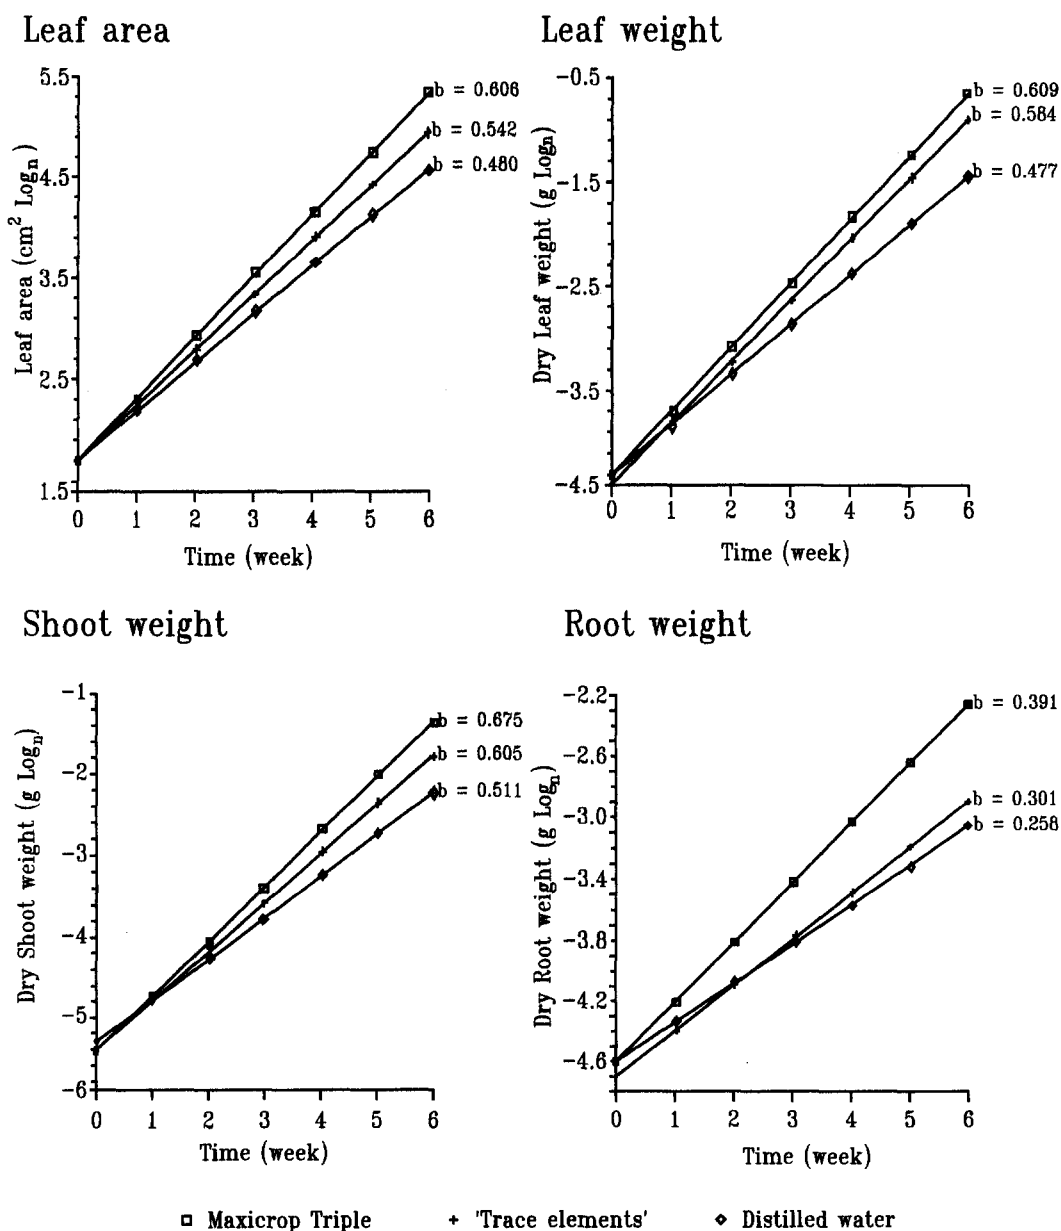 Leaf area
Leaf area (cm² Logn)
5.5
4.5
3.5
2.5
1.5
b = 0.606
b = 0.542
b = 0.480
0 1 2 3 4 5 6
Time (week)
Leaf weight
Dry Leaf weight (g Logn)
-0.5
-1.5
-2.5
-3.5
-4.5
b = 0.609
b = 0.584
b = 0.477
0 1 2 3 4 5 6
Time (week)
Shoot weight
Dry Shoot weight (g Logn)
-1
-2
-3
-4
-5
-6
b = 0.675
b = 0.605
b = 0.511
0 1 2 3 4 5 6
Time (week)
Root weight
Dry Root weight (g Logn)
-2.2
-2.6
-3.0
-3.4
-3.8
-4.2
-4.6
b = 0.391
b = 0.301
b = 0.258
0 1 2 3 4 5 6
Time (week)
Maxicrop Triple 'Trace elements' Distilled water